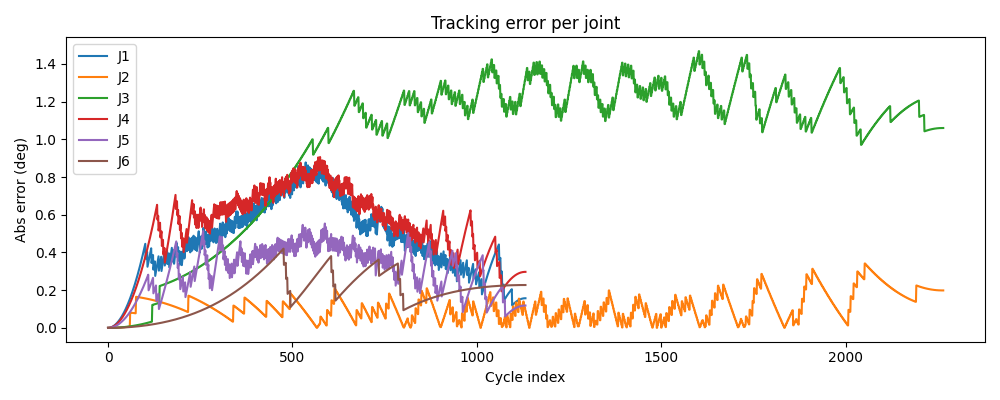 Tracking error per joint
J1
J2
J3
J4
J5
J6
Abs error (deg)
1.4
1.2
1.0
0.8
0.6
0.4
0.2
0.0
0 500 1000 1500 2000
Cycle index